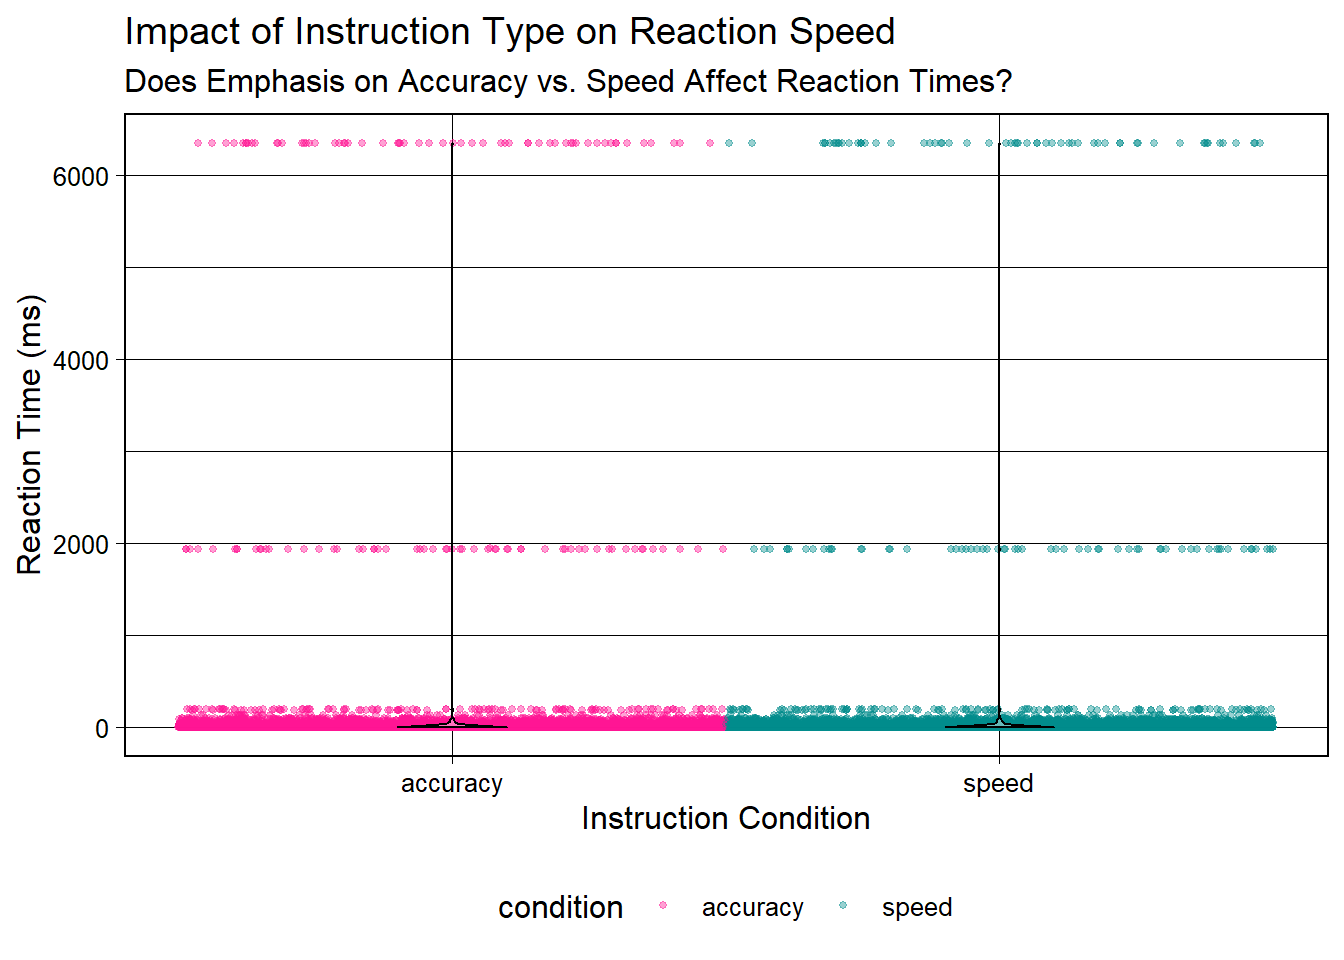 Impact of Instruction Type on Reaction Speed
Does Emphasis on Accuracy vs. Speed Affect Reaction Times?
Reaction Time (ms)
6000
4000
2000
0
accuracy
speed
Instruction Condition
condition
accuracy
speed